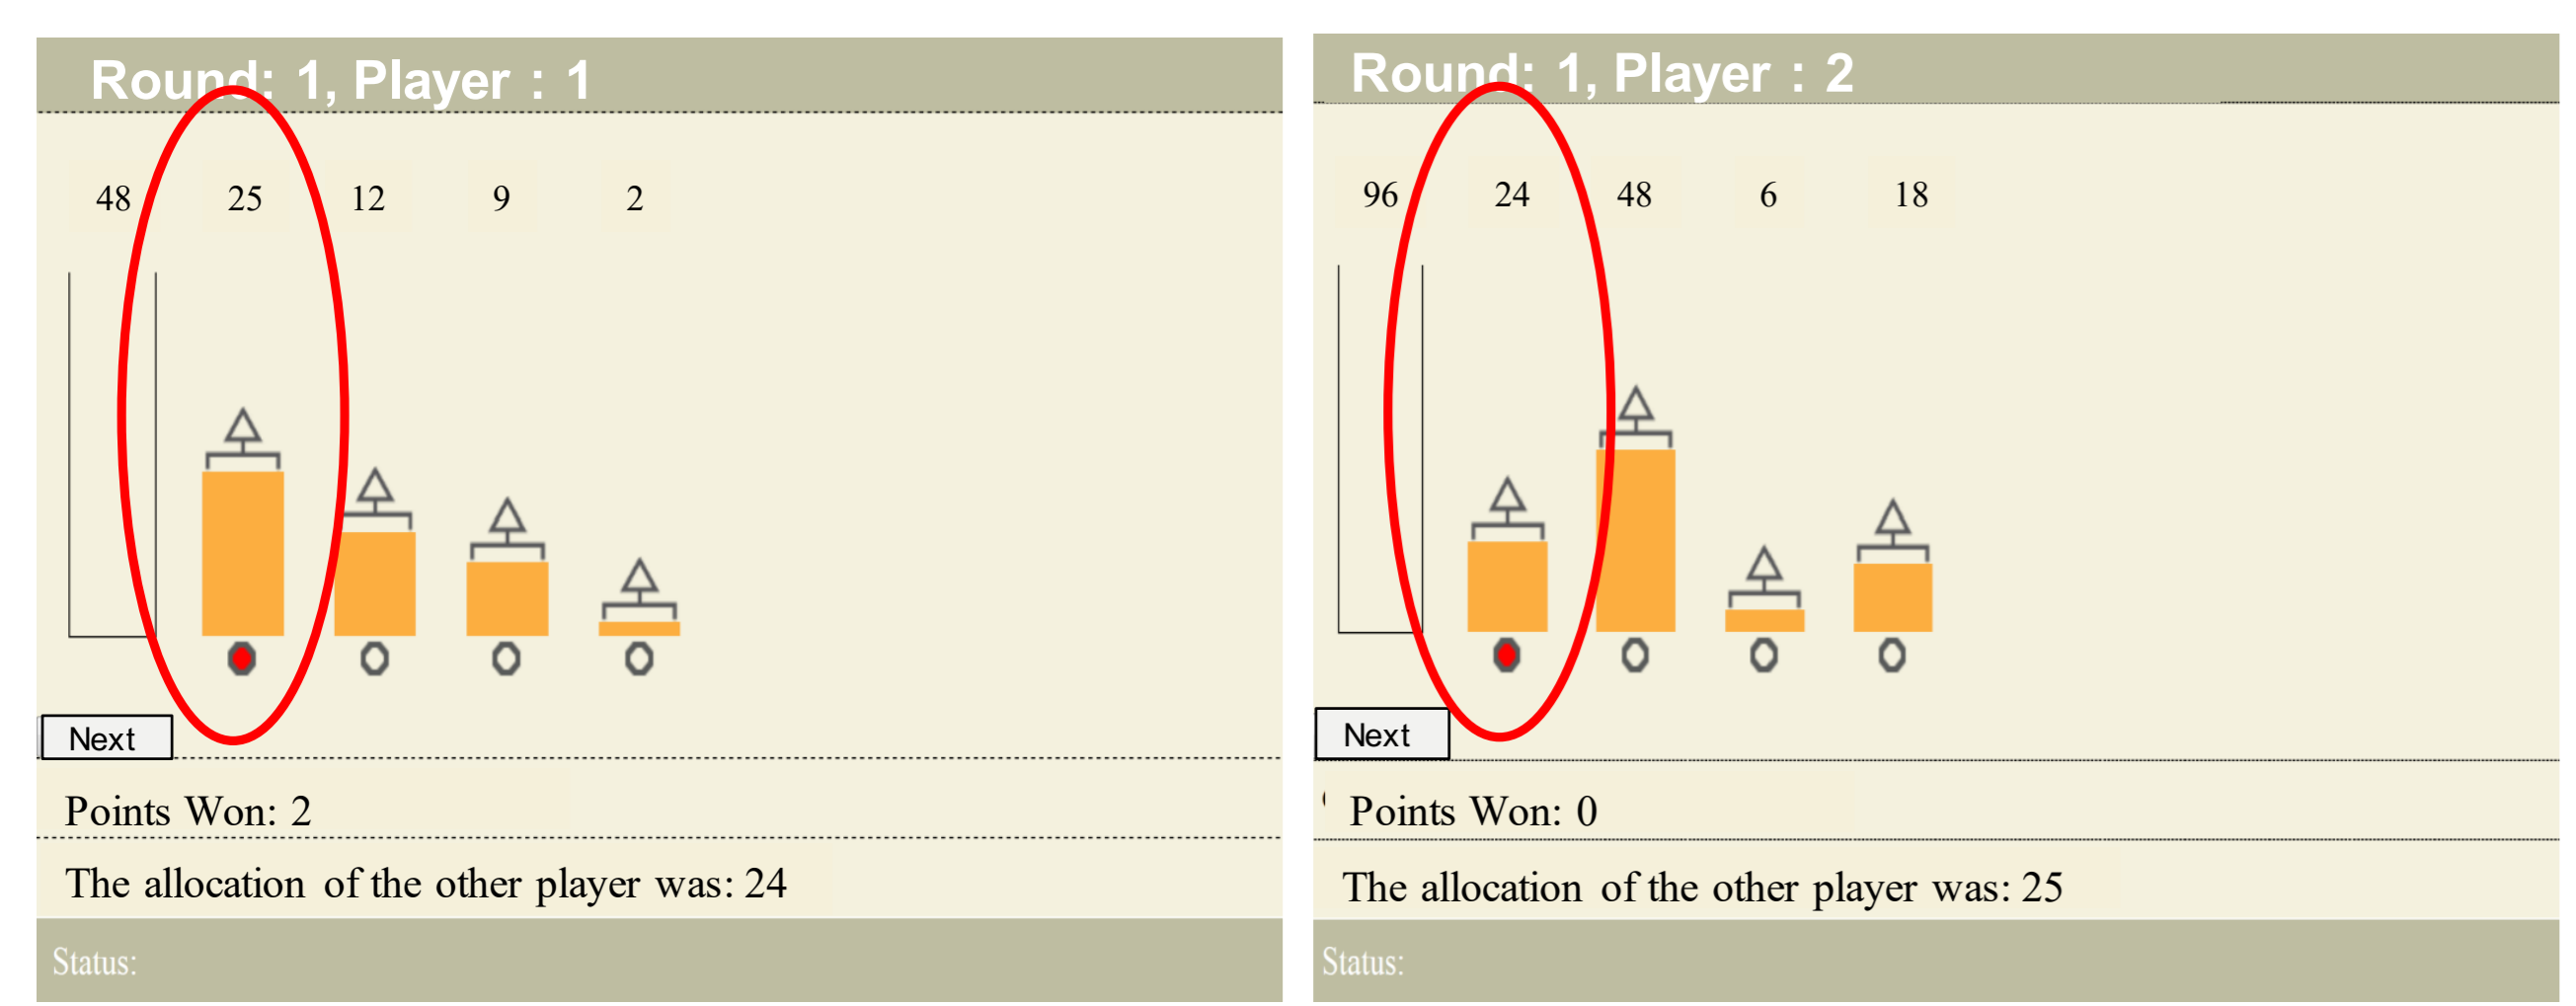 Round: 1, Player : 1
48 25 12 9 2
Next
Points Won: 2
The allocation of the other player was: 24
Status:
Round: 1, Player : 2
96 24 48 6 18
Next
Points Won: 0
The allocation of the other player was: 25
Status: